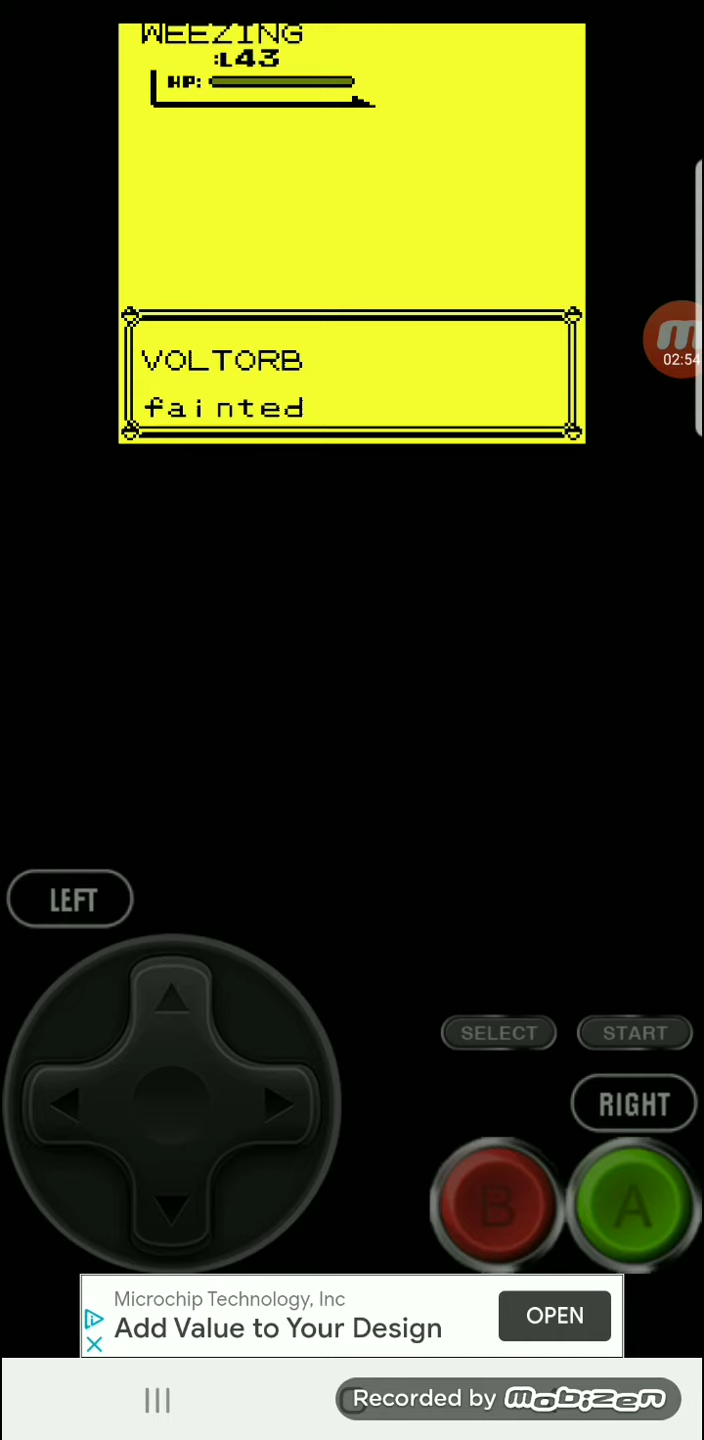 WEEZING
:L43
HP:
02:54
VOLTORB
fainted
LEFT
SELECT
START
RIGHT
B
A
Microchip Technology, Inc
Add Value to Your Design
OPEN
Recorded by mobizen